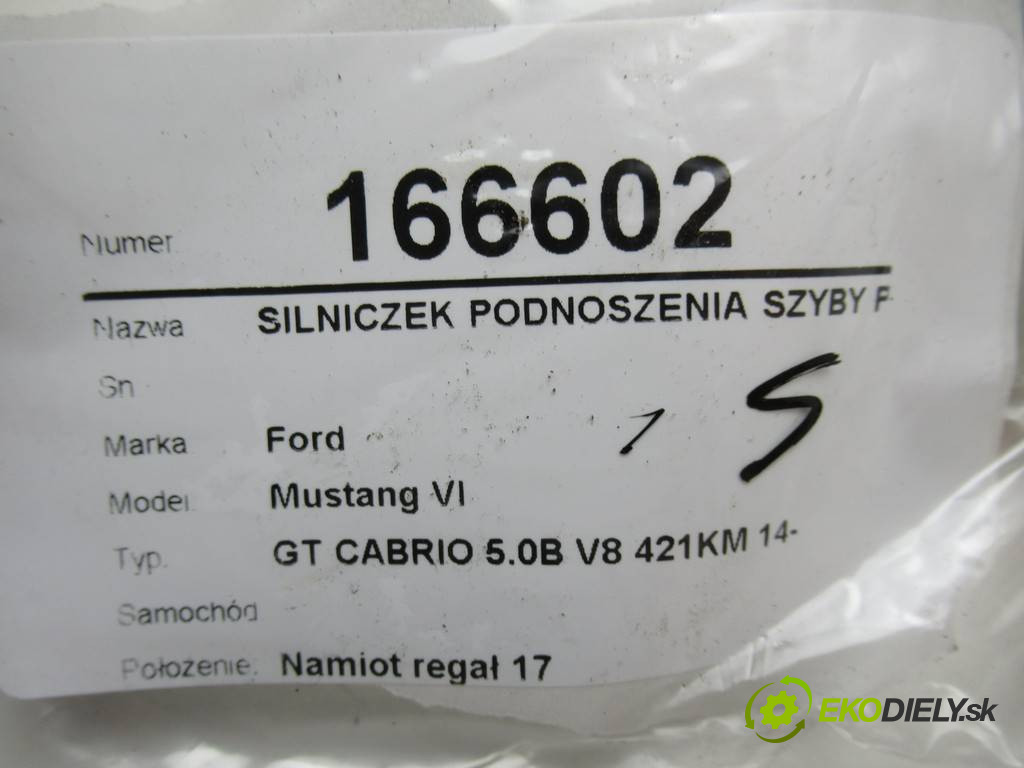 Numer 166602
Nazwa SILNICZEK PODNOSZENIA SZYBY P
Sn
Marka Ford
Model Mustang VI
Typ. GT CABRIO 5.0B V8 421KM 14-
Samochód
Położenie: Namiot regał 17
EKODIELY.sk